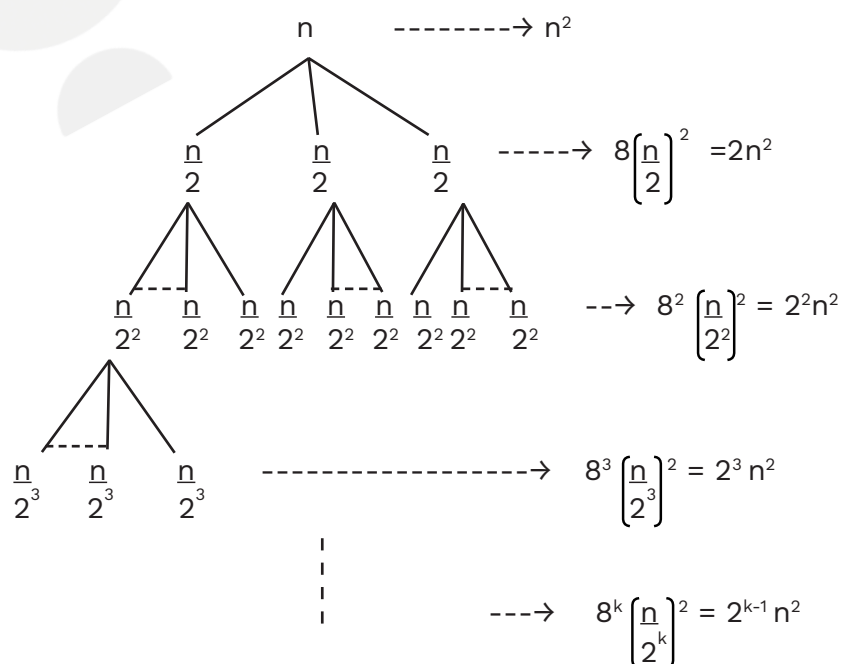 n --------→ n²
n/2 n/2 n/2 -----→ 8(n/2)² =2n²
n/2² n/2² n/2² n/2² n/2² n/2² n/2² n/2² n/2² --→ 8² (n/2²)² = 2²n²
n/2³ n/2³ n/2³ -----------------→ 8³ (n/2³)² = 2³ n²
---→ 8ᵏ (n/2ᵏ)² = 2ᵏ⁻¹ n²